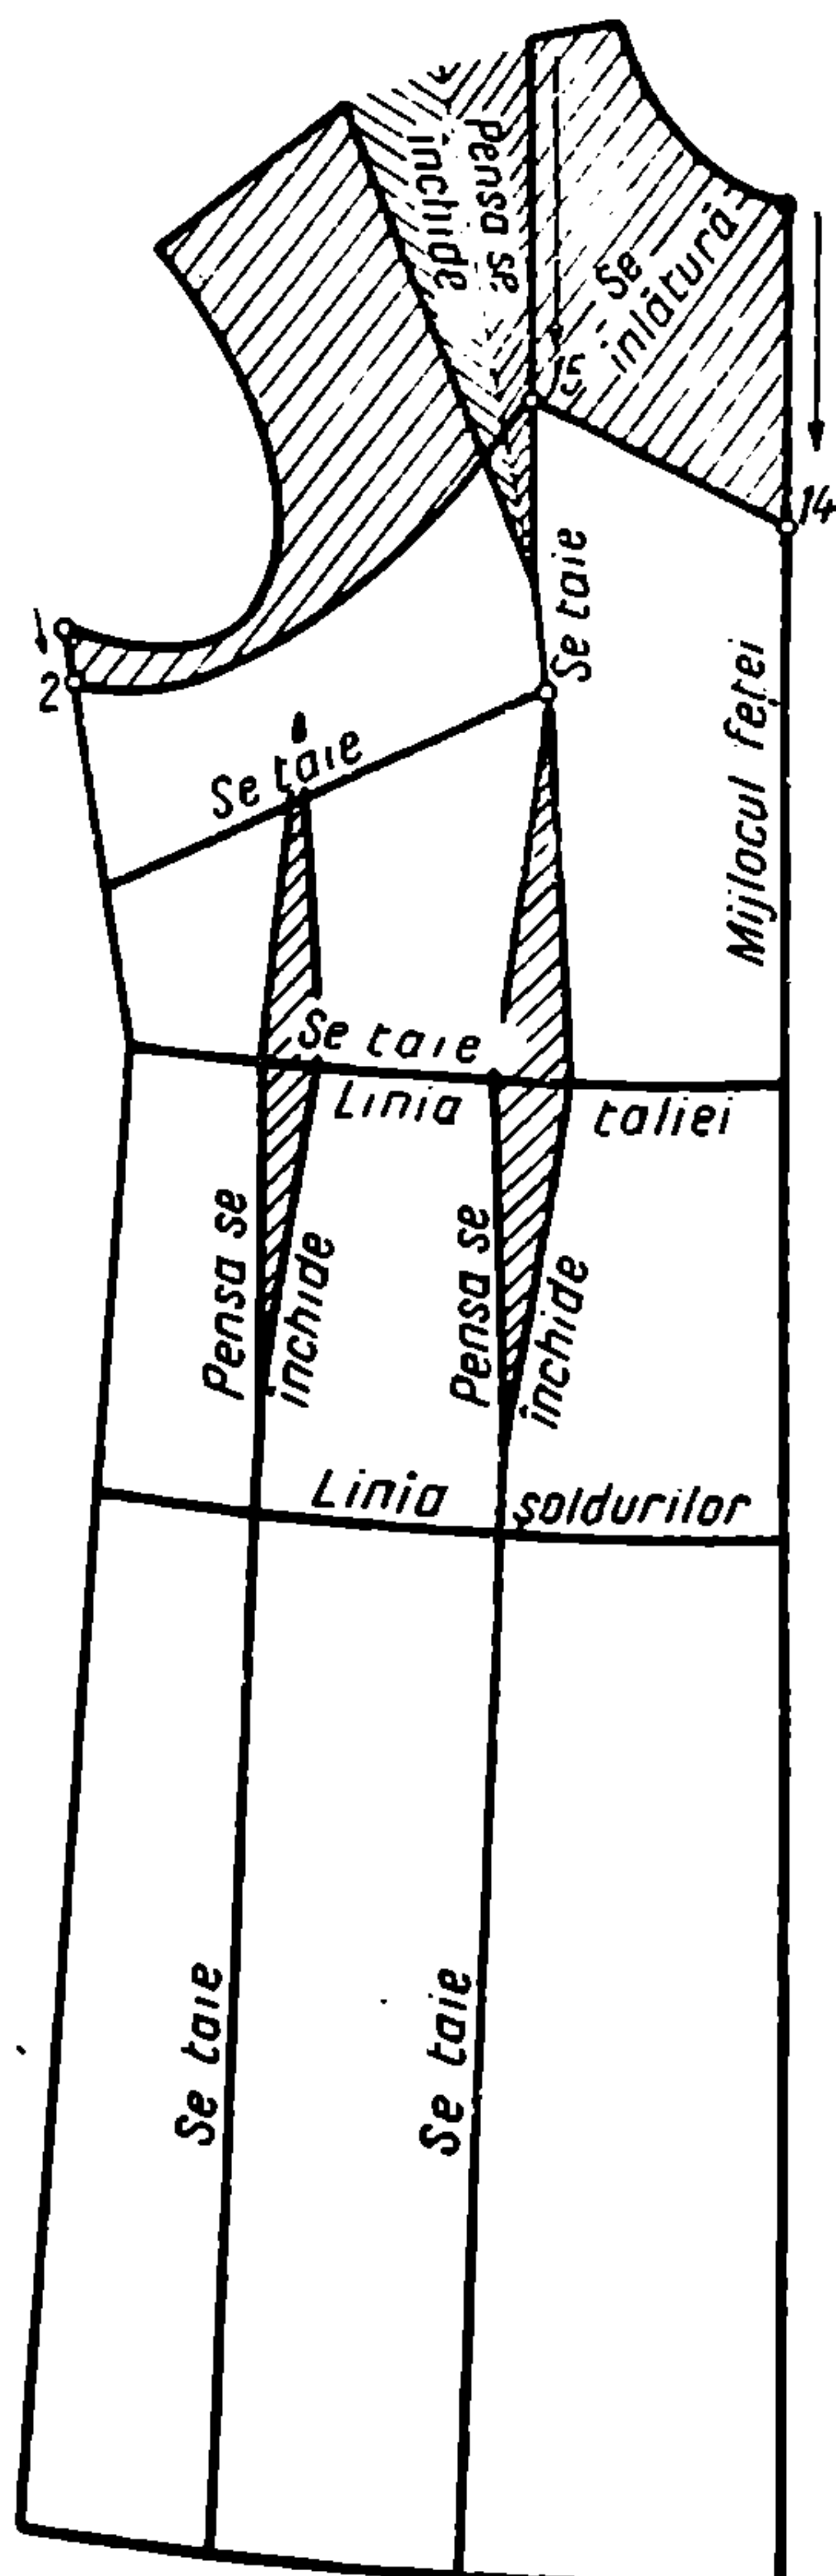 Pensa se
închide
Se
înlătură
5
14
2
Se taie
Se taie
Mijlocul feței
Se taie
Linia taliei
Pensa se
închide
Pensa se
închide
Linia șoldurilor
Se taie
Se taie